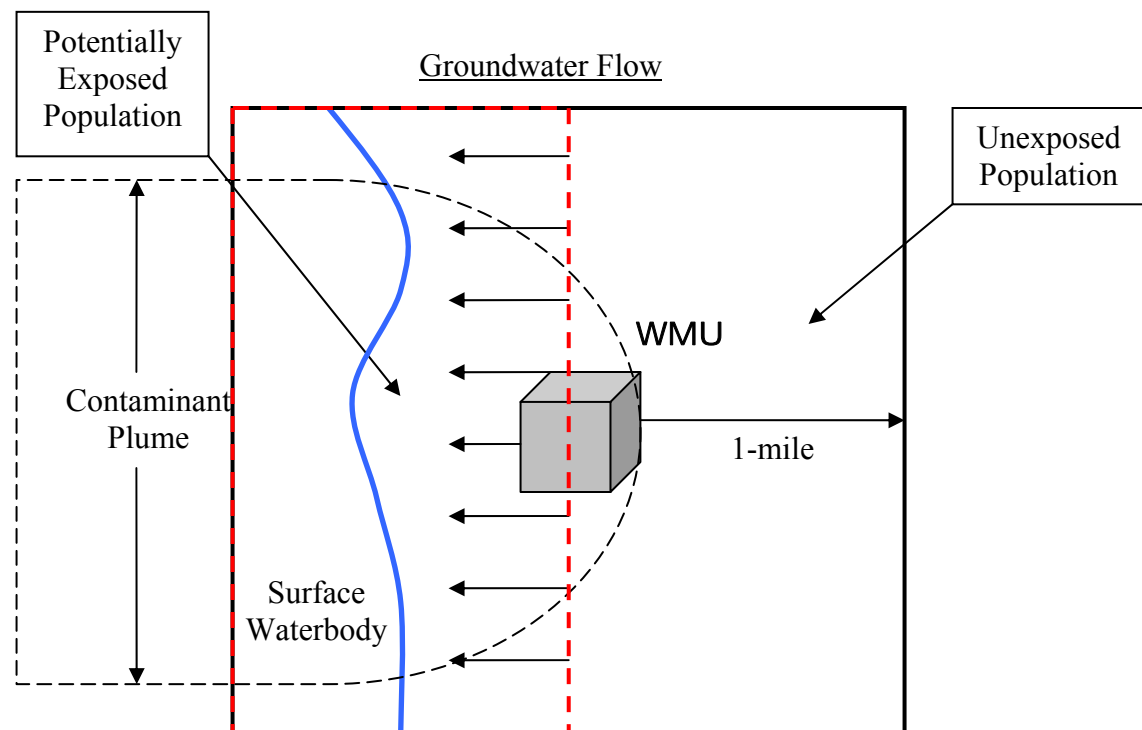 Potentially
Exposed
Population
Groundwater Flow
Unexposed
Population
WMU
Contaminant
Plume
1-mile
Surface
Waterbody